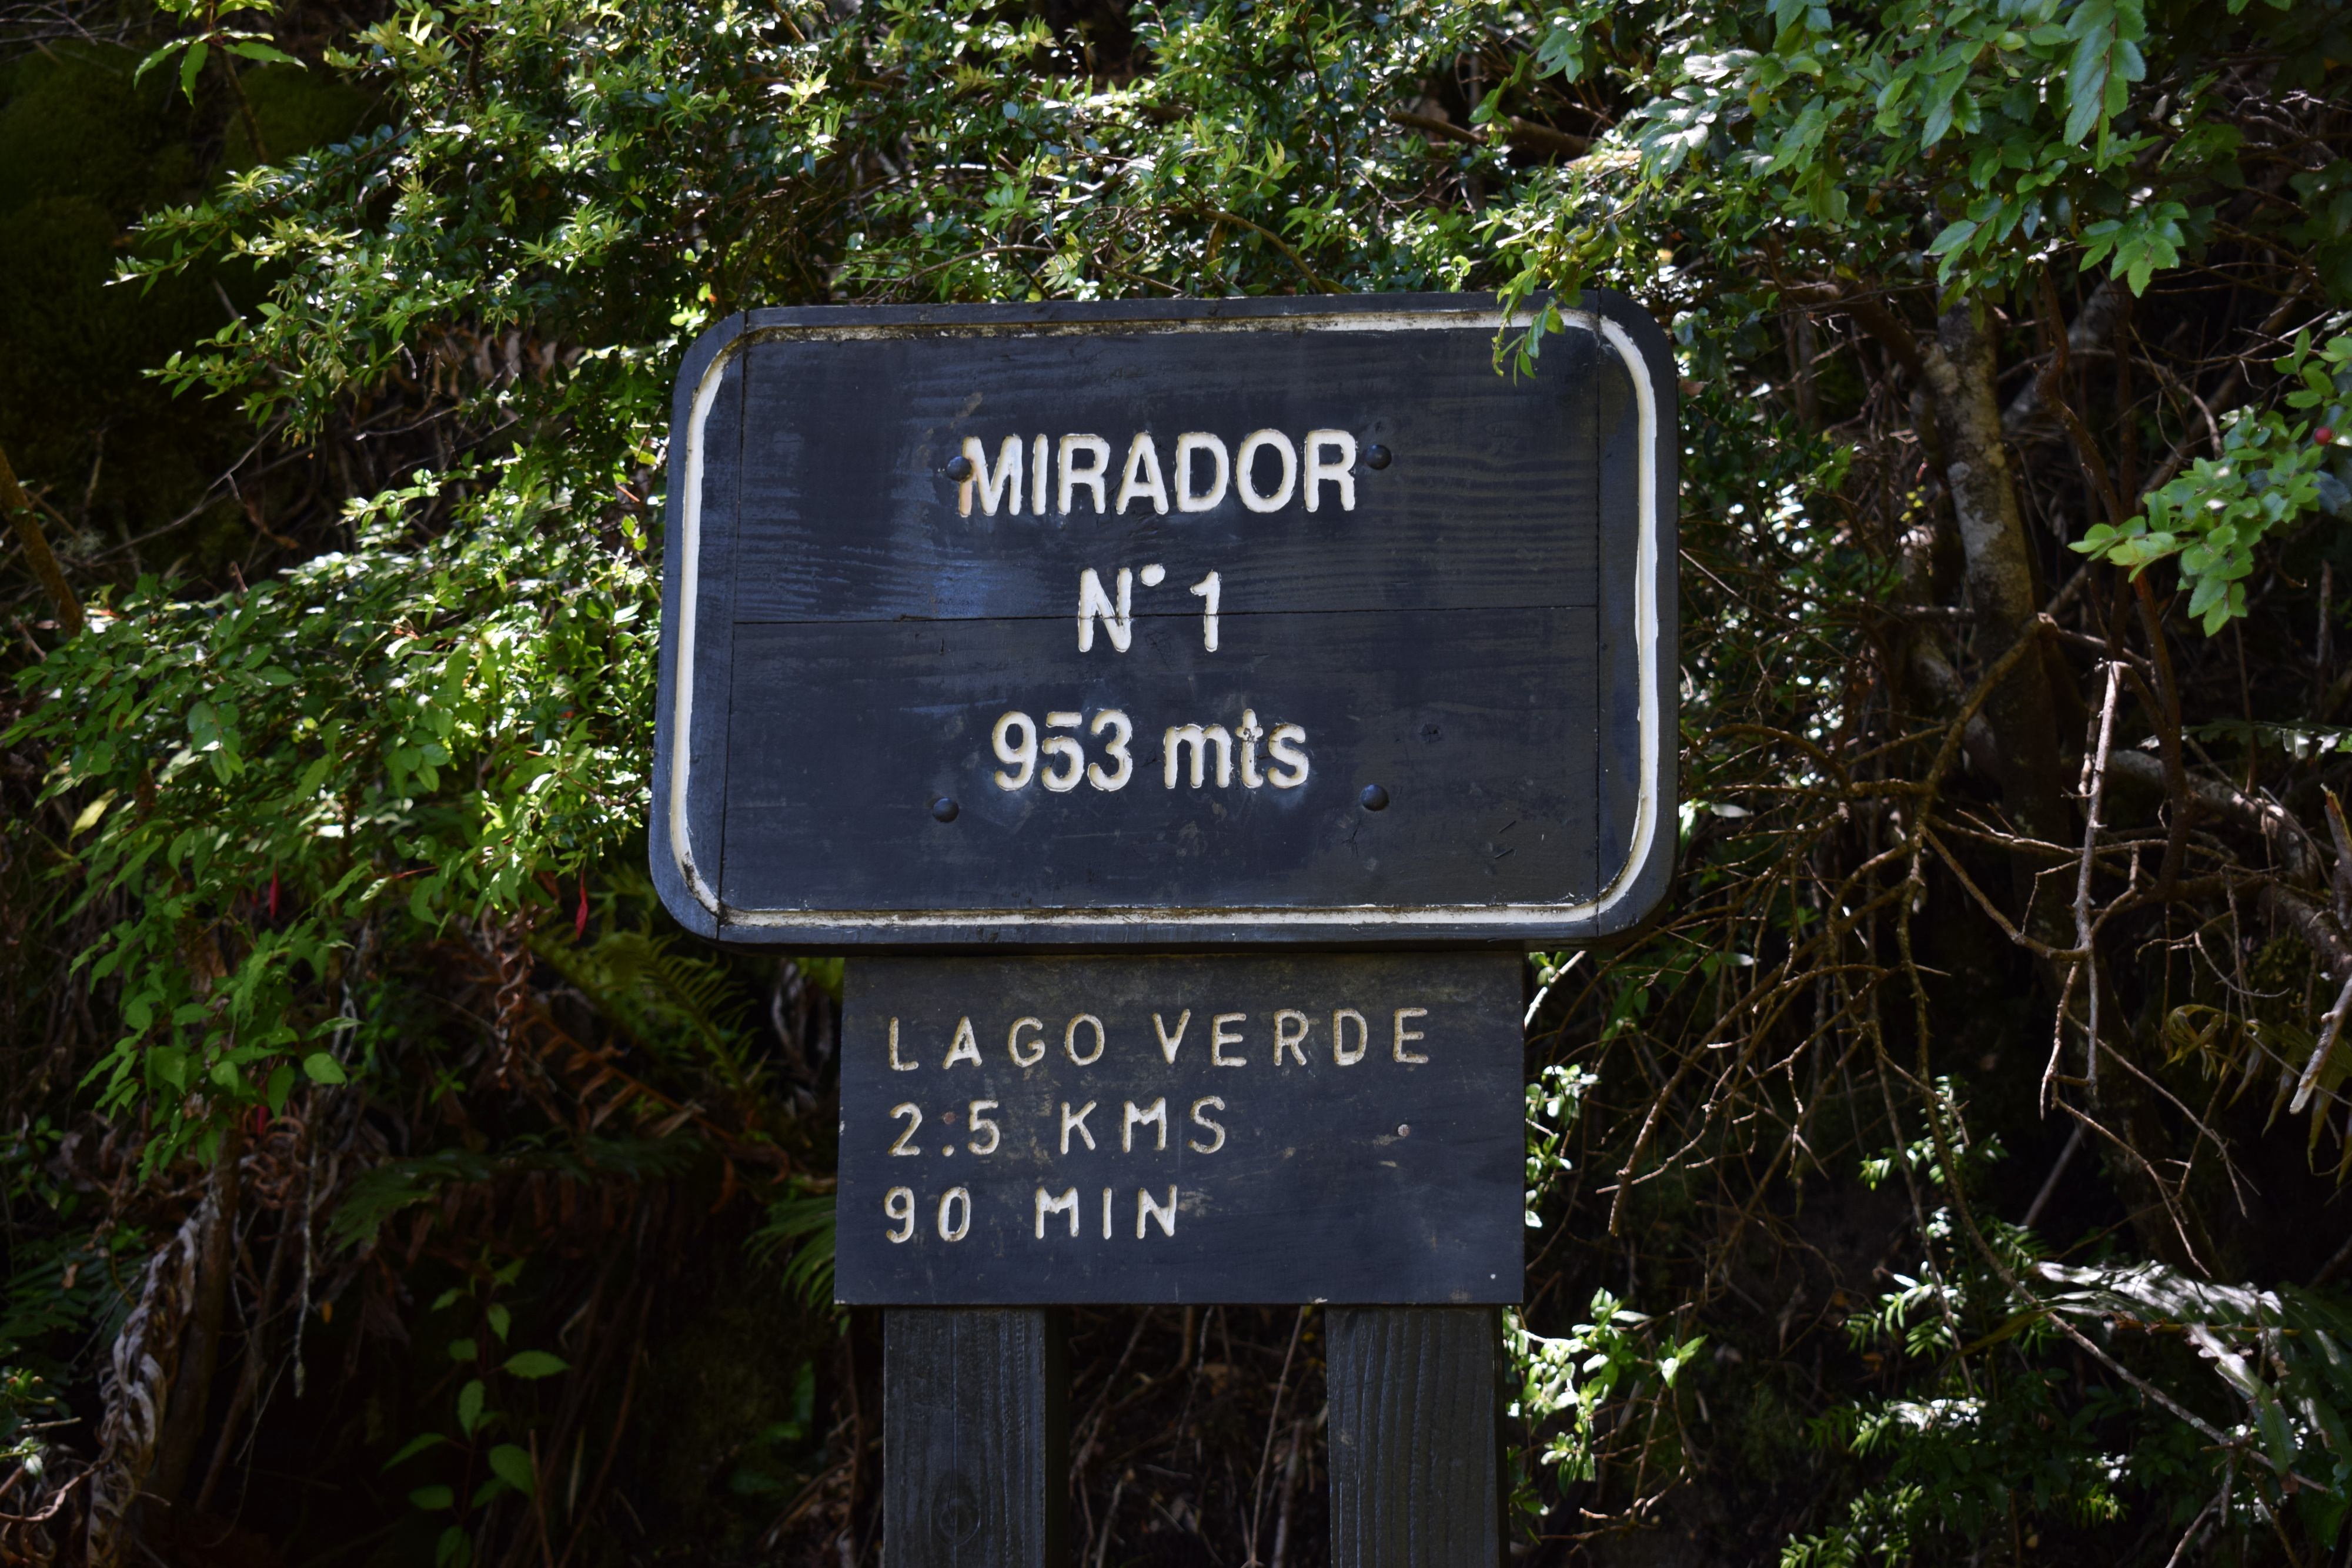 MIRADOR
N° 1
953 mts
LAGO VERDE
2.5 KMS
90 MIN